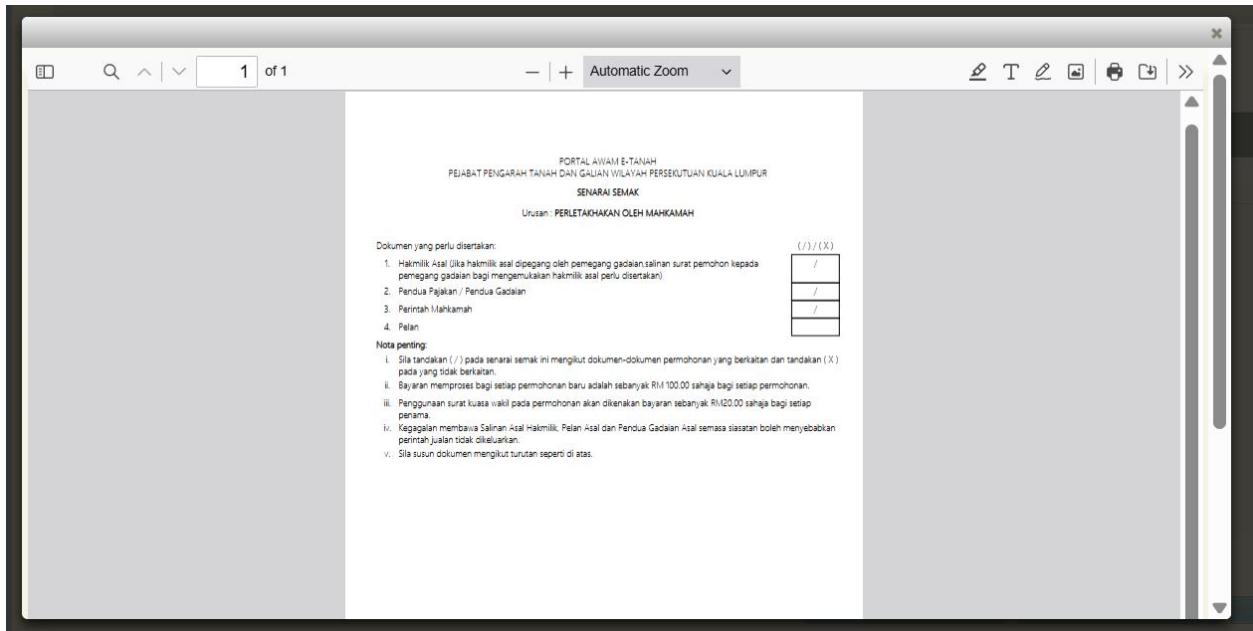 1 of 1
Automatic Zoom
PORTAL AWAM E-TANAH
PEJABAT PENGARAH TANAH DAN GALIAN WILAYAH PERSEKUTUAN KUALA LUMPUR
SENARAI SEMAK
Urusan : PERLETAKHAKAN OLEH MAHKAMAH
Dokumen yang perlu disertakan: ( / ) / ( X )
1. Hakmilik Asal (Jika hakmilik asal dipegang oleh pemegang gadaian,salinan surat pemohon kepada /
pemegang gadaian bagi mengemukakan hakmilik asal perlu disertakan)
2. Pendua Pajakan / Pendua Gadaian /
3. Perintah Mahkamah /
4. Pelan
Nota penting:
i. Sila tandakan ( / ) pada senarai semak ini mengikut dokumen-dokumen permohonan yang berkaitan dan tandakan ( X )
pada yang tidak berkaitan.
ii. Bayaran memproses bagi setiap permohonan baru adalah sebanyak RM 100.00 sahaja bagi setiap permohonan.
iii. Penggunaan surat kuasa wakil pada permohonan akan dikenakan bayaran sebanyak RM20.00 sahaja bagi setiap
penama.
iv. Kegagalan membawa Salinan Asal Hakmilik, Pelan Asal dan Pendua Gadaian Asal semasa siasatan boleh menyebabkan
perintah jualan tidak dikeluarkan.
v. Sila susun dokumen mengikut turutan seperti di atas.